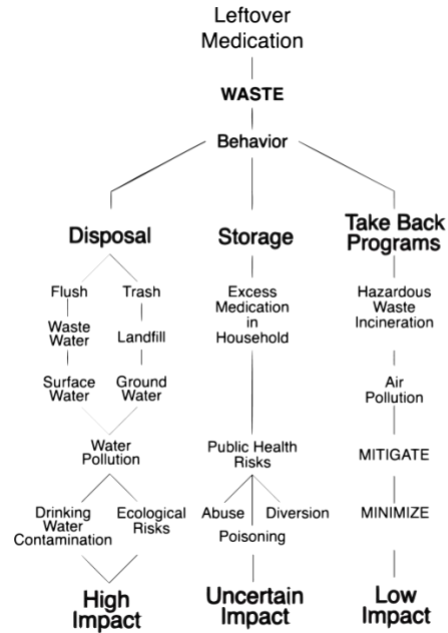 Leftover
Medication
WASTE
Behavior
Disposal
Storage
Take Back
Programs
Flush
Trash
Excess
Medication
in
Household
Hazardous
Waste
Incineration
Waste
Water
Landfill
Surface
Water
Ground
Water
Air
Pollution
Water
Pollution
Public Health
Risks
MITIGATE
Drinking
Water
Contamination
Ecological
Risks
Abuse
Diversion
Poisoning
MINIMIZE
High
Impact
Uncertain
Impact
Low
Impact